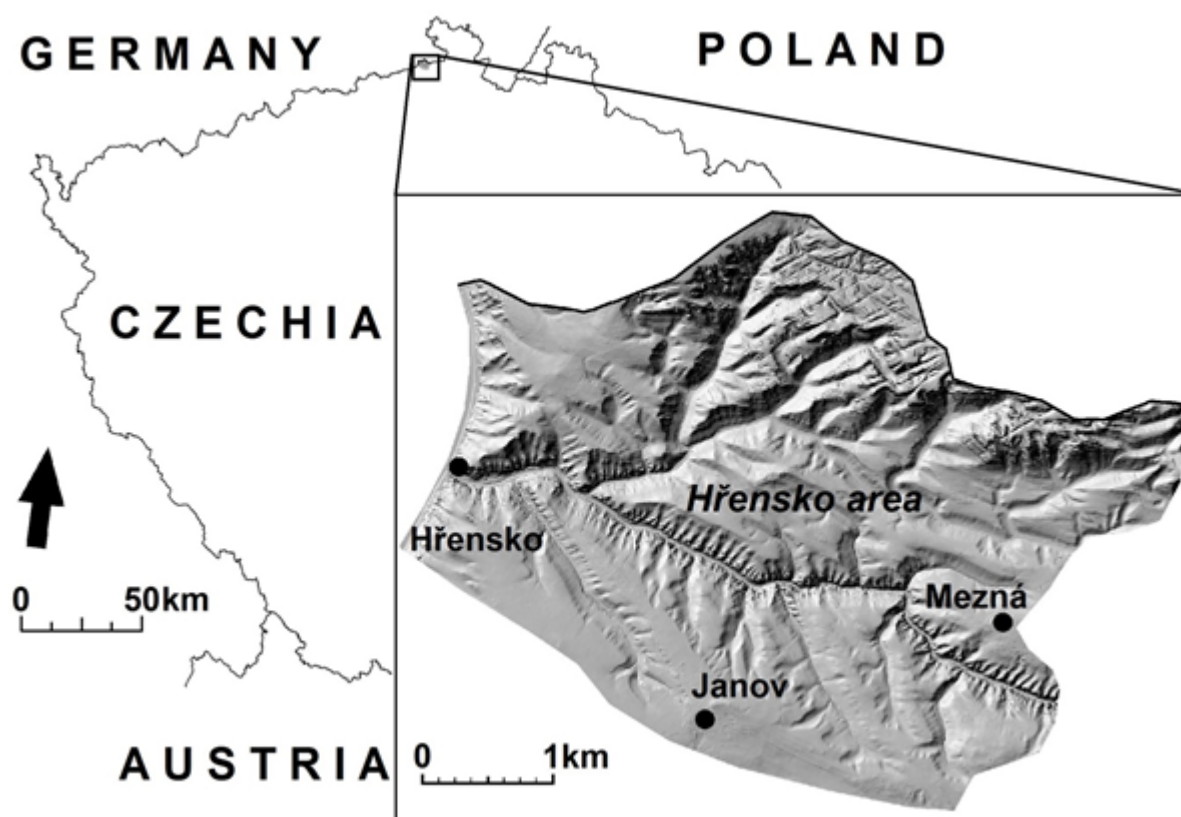 GERMANY
POLAND
CZECHIA
Hřensko area
Hřensko
0 50km
Mezná
Janov
AUSTRIA
0 1km